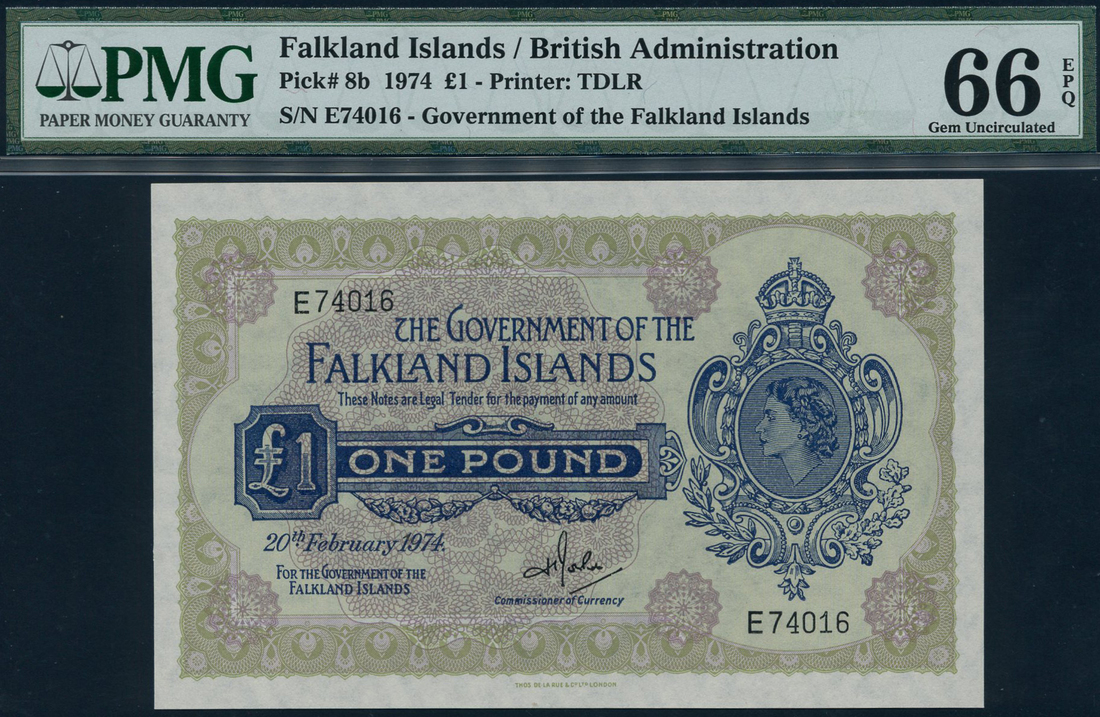 PMG
PAPER MONEY GUARANTY
Falkland Islands / British Administration
Pick# 8b 1974 £1 - Printer: TDLR
S/N E74016 - Government of the Falkland Islands
66
EPQ
Gem Uncirculated
E74016
THE GOVERNMENT OF THE
FALKLAND ISLANDS
These Notes are Legal Tender for the payment of any amount
£1
ONE POUND
20th February 1974.
FOR THE GOVERNMENT OF THE
FALKLAND ISLANDS
Commissioner of Currency
E74016
THOS. DE LA RUE & CO. LTD. LONDON